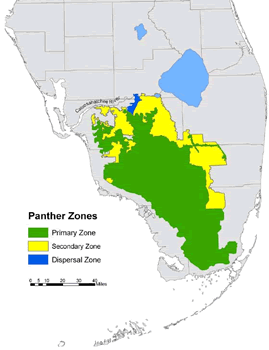 Caloosahatchee River
Panther Zones
Primary Zone
Secondary Zone
Dispersal Zone
0 5 10 20 30 40
Miles